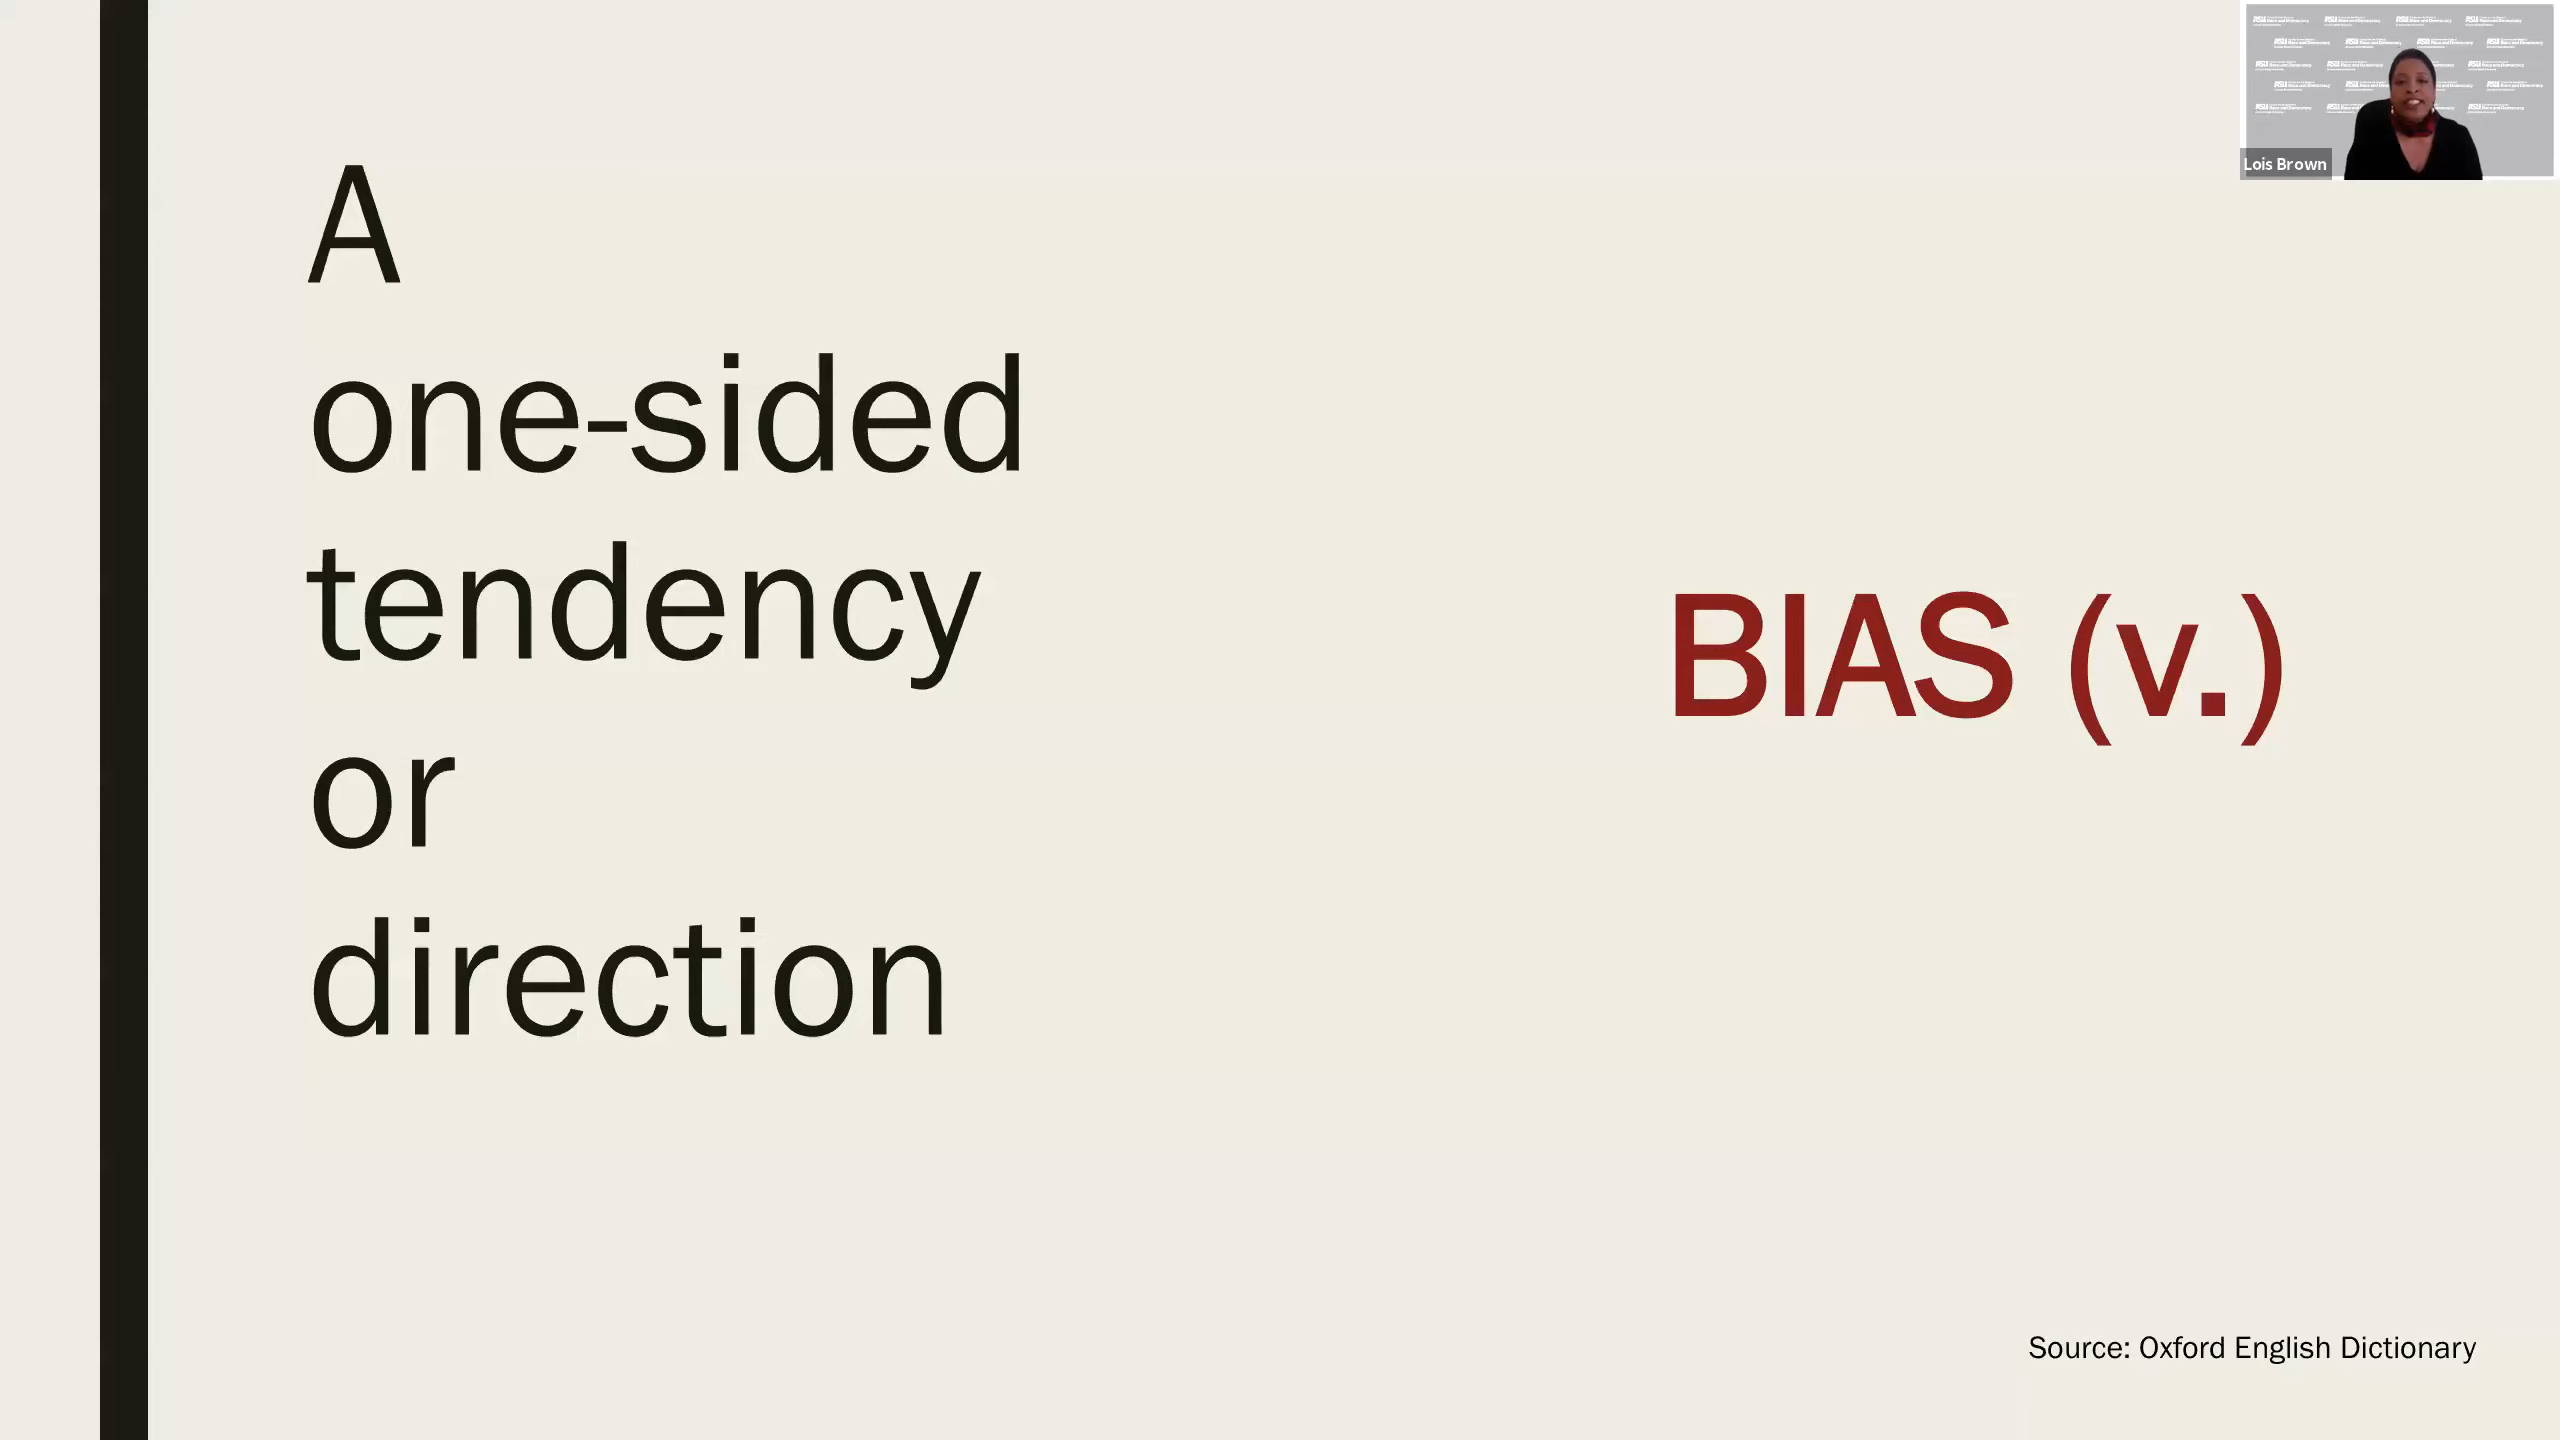 A
one-sided
tendency
or
direction
BIAS (v.)
Source: Oxford English Dictionary
Lois Brown